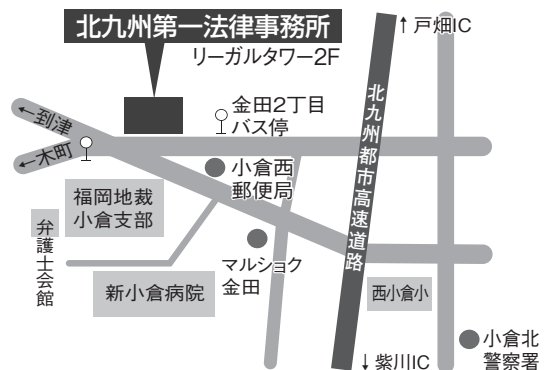 北九州第一法律事務所
リーガルタワー2F
↑戸畑IC
←到津
←木町
金田2丁目
バス停
北九州都市高速道路
小倉西
郵便局
福岡地裁
小倉支部
弁護士会館
マルショク
金田
新小倉病院
西小倉小
小倉北
警察署
↓紫川IC